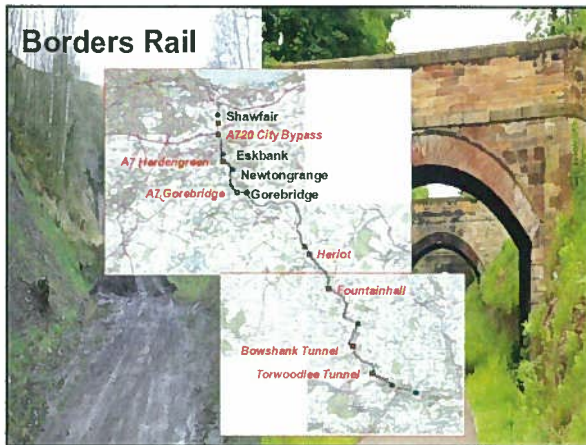 Borders Rail
Shawfair
A720 City Bypass
Eskbank
A7 Hardengreen
Newtongrange
A7 Gorebridge
Gorebridge
Heriot
Fountainhall
Bowshank Tunnel
Torwoodlee Tunnel